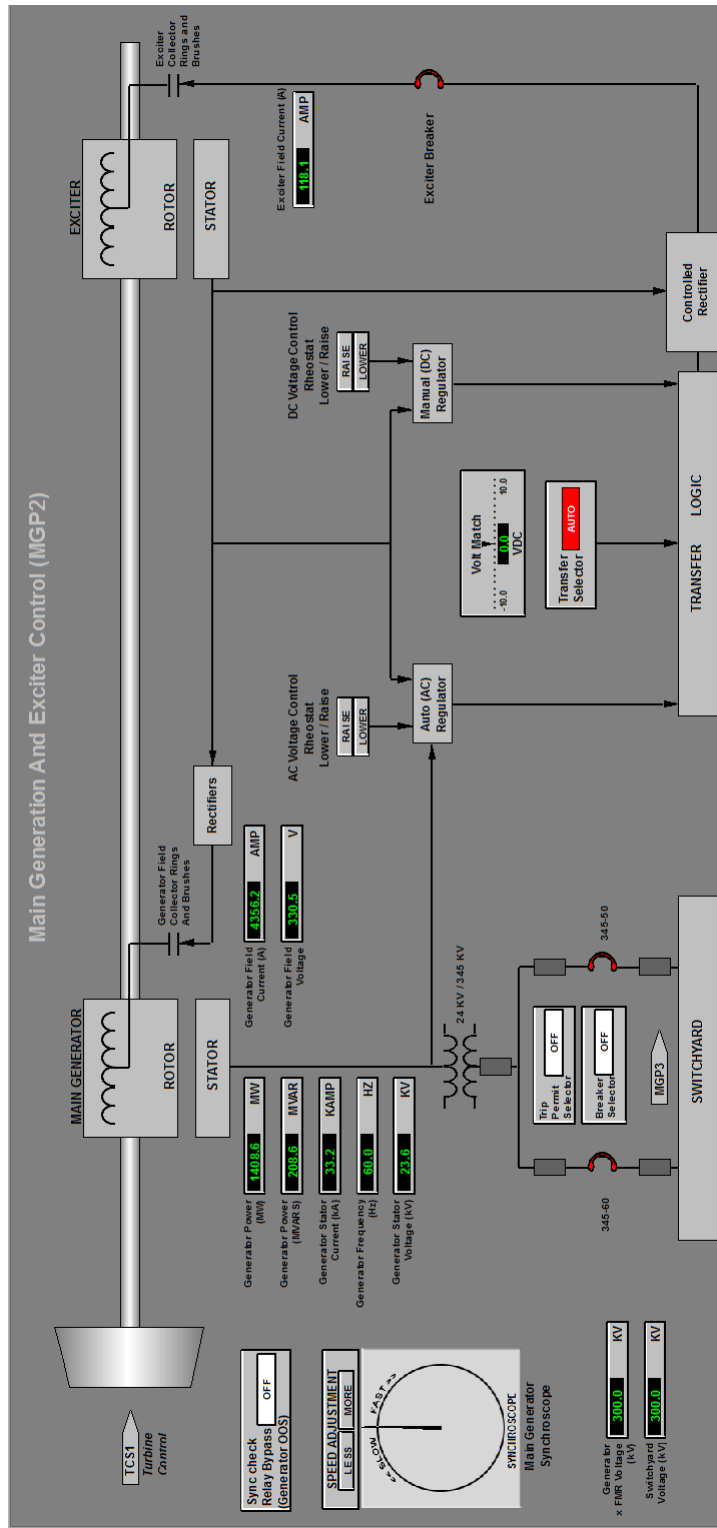 Main Generation And Exciter Control (MGP2)
TCS1
Turbine
Control
MAIN GENERATOR
ROTOR
STATOR
Generator Field
Collector Rings
And Brushes
EXCITER
ROTOR
STATOR
Exciter
Collector
Rings and
Brushes
Sync check
Relay Bypass
(Generator OOS)
OFF
SPEED ADJUSTMENT
LESS
MORE
<<SLOW
FAST>>
SYNCHROSCOPE
Main Generator
Synchroscope
Generator
x FMR Voltage
(kV)
300.0
KV
Switchyard
Voltage (kV)
300.0
KV
Generator Power
(MW)
1408.6
MW
Generator Power
(MVARS)
208.6
MVAR
Generator Stator
Current (kA)
33.2
KAMP
Generator Frequency
(Hz)
60.0
HZ
Generator Stator
Voltage (kV)
23.6
KV
Generator Field
Current (A)
4356.2
AMP
Generator Field
Voltage
330.5
V
Rectifiers
Exciter Field Current (A)
118.1
AMP
Exciter Breaker
AC Voltage Control
Rheostat
Lower / Raise
RAISE
LOWER
Auto (AC)
Regulator
DC Voltage Control
Rheostat
Lower / Raise
RAISE
LOWER
Manual (DC)
Regulator
Volt Match
-10.0
10.0
0.0
VDC
Transfer
Selector
AUTO
24 KV / 345 KV
345-60
345-50
Trip
Permit
Selector
OFF
Breaker
Selector
OFF
MGP3
SWITCHYARD
TRANSFER LOGIC
Controlled
Rectifier